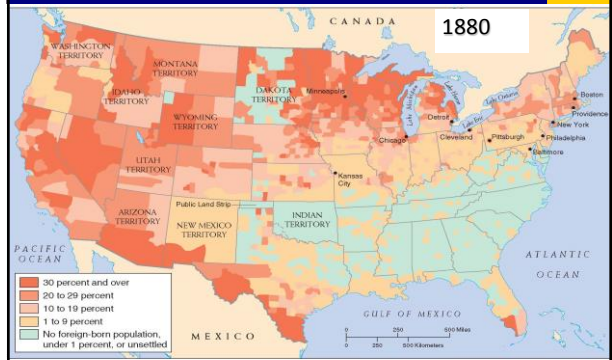 CANADA
1880
WASHINGTON
TERRITORY
MONTANA
TERRITORY
IDAHO
TERRITORY
DAKOTA
TERRITORY
WYOMING
TERRITORY
UTAH
TERRITORY
ARIZONA
TERRITORY
NEW MEXICO
TERRITORY
Public Land Strip
INDIAN
TERRITORY
Minneapolis
Lake Michigan
Lake Huron
Lake Ontario
Lake Erie
Chicago
Detroit
Cleveland
Pittsburgh
Boston
Providence
New York
Philadelphia
Baltimore
Kansas
City
PACIFIC
OCEAN
ATLANTIC
OCEAN
GULF OF MEXICO
MEXICO
30 percent and over
20 to 29 percent
10 to 19 percent
1 to 9 percent
No foreign-born population,
under 1 percent, or unsettled
0 250 500 Miles
0 250 500 Kilometers